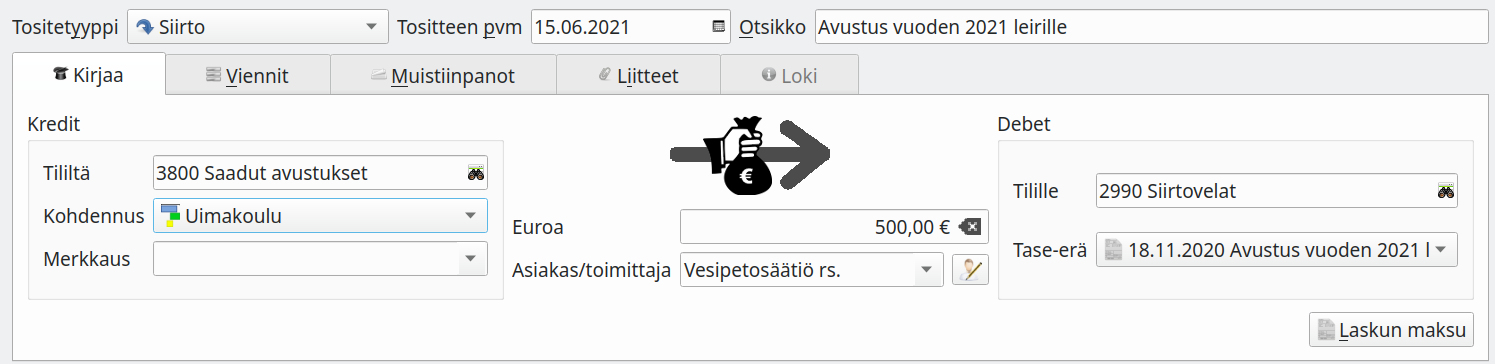 Tositetyyppi Siirto Tositteen pvm 15.06.2021 Otsikko Avustus vuoden 2021 leirille
Kirjaa Viennit Muistiinpanot Liitteet Loki
Kredit
Tililtä 3800 Saadut avustukset
Kohdennus Uimakoulu
Merkkaus
€
Euroa 500,00 €
Asiakas/toimittaja Vesipetosäätiö rs.
Debet
Tilille 2990 Siirtovelat
Tase-erä 18.11.2020 Avustus vuoden 2021 l
Laskun maksu